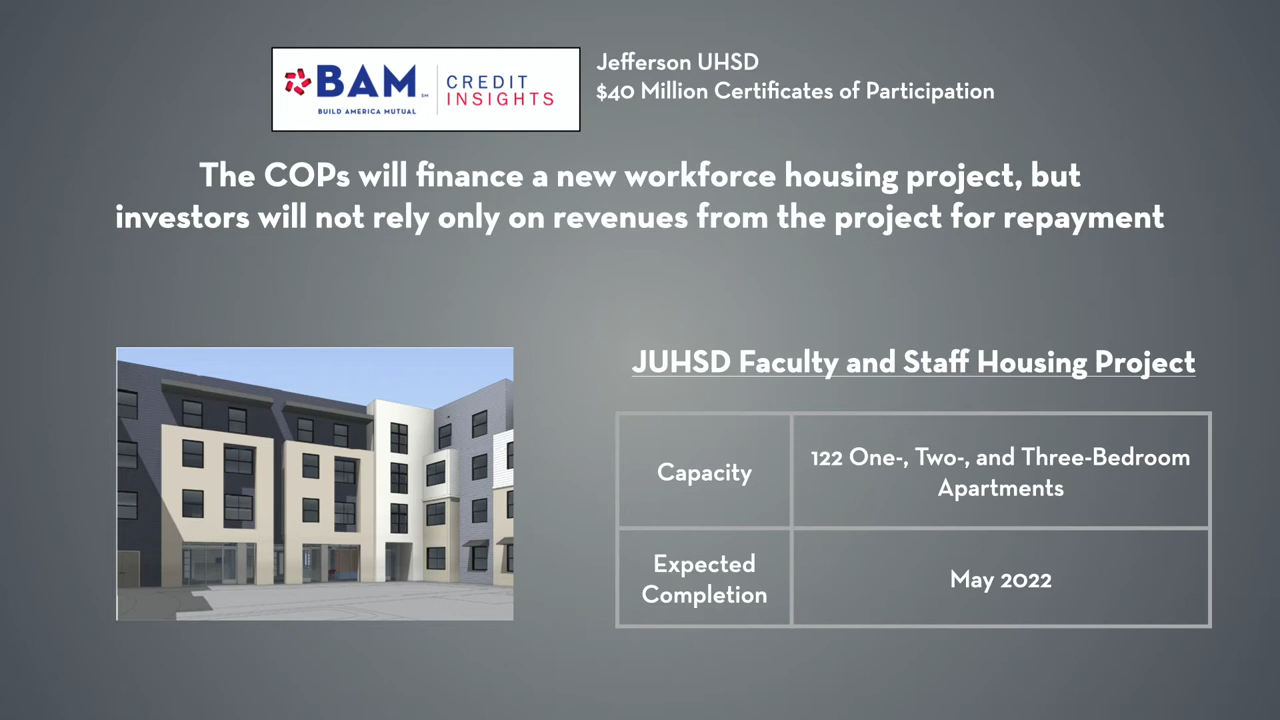 BAM SM
BUILD AMERICA MUTUAL
CREDIT
INSIGHTS
Jefferson UHSD
$40 Million Certificates of Participation
The COPs will finance a new workforce housing project, but
investors will not rely only on revenues from the project for repayment
JUHSD Faculty and Staff Housing Project
Capacity
122 One-, Two-, and Three-Bedroom
Apartments
Expected
Completion
May 2022